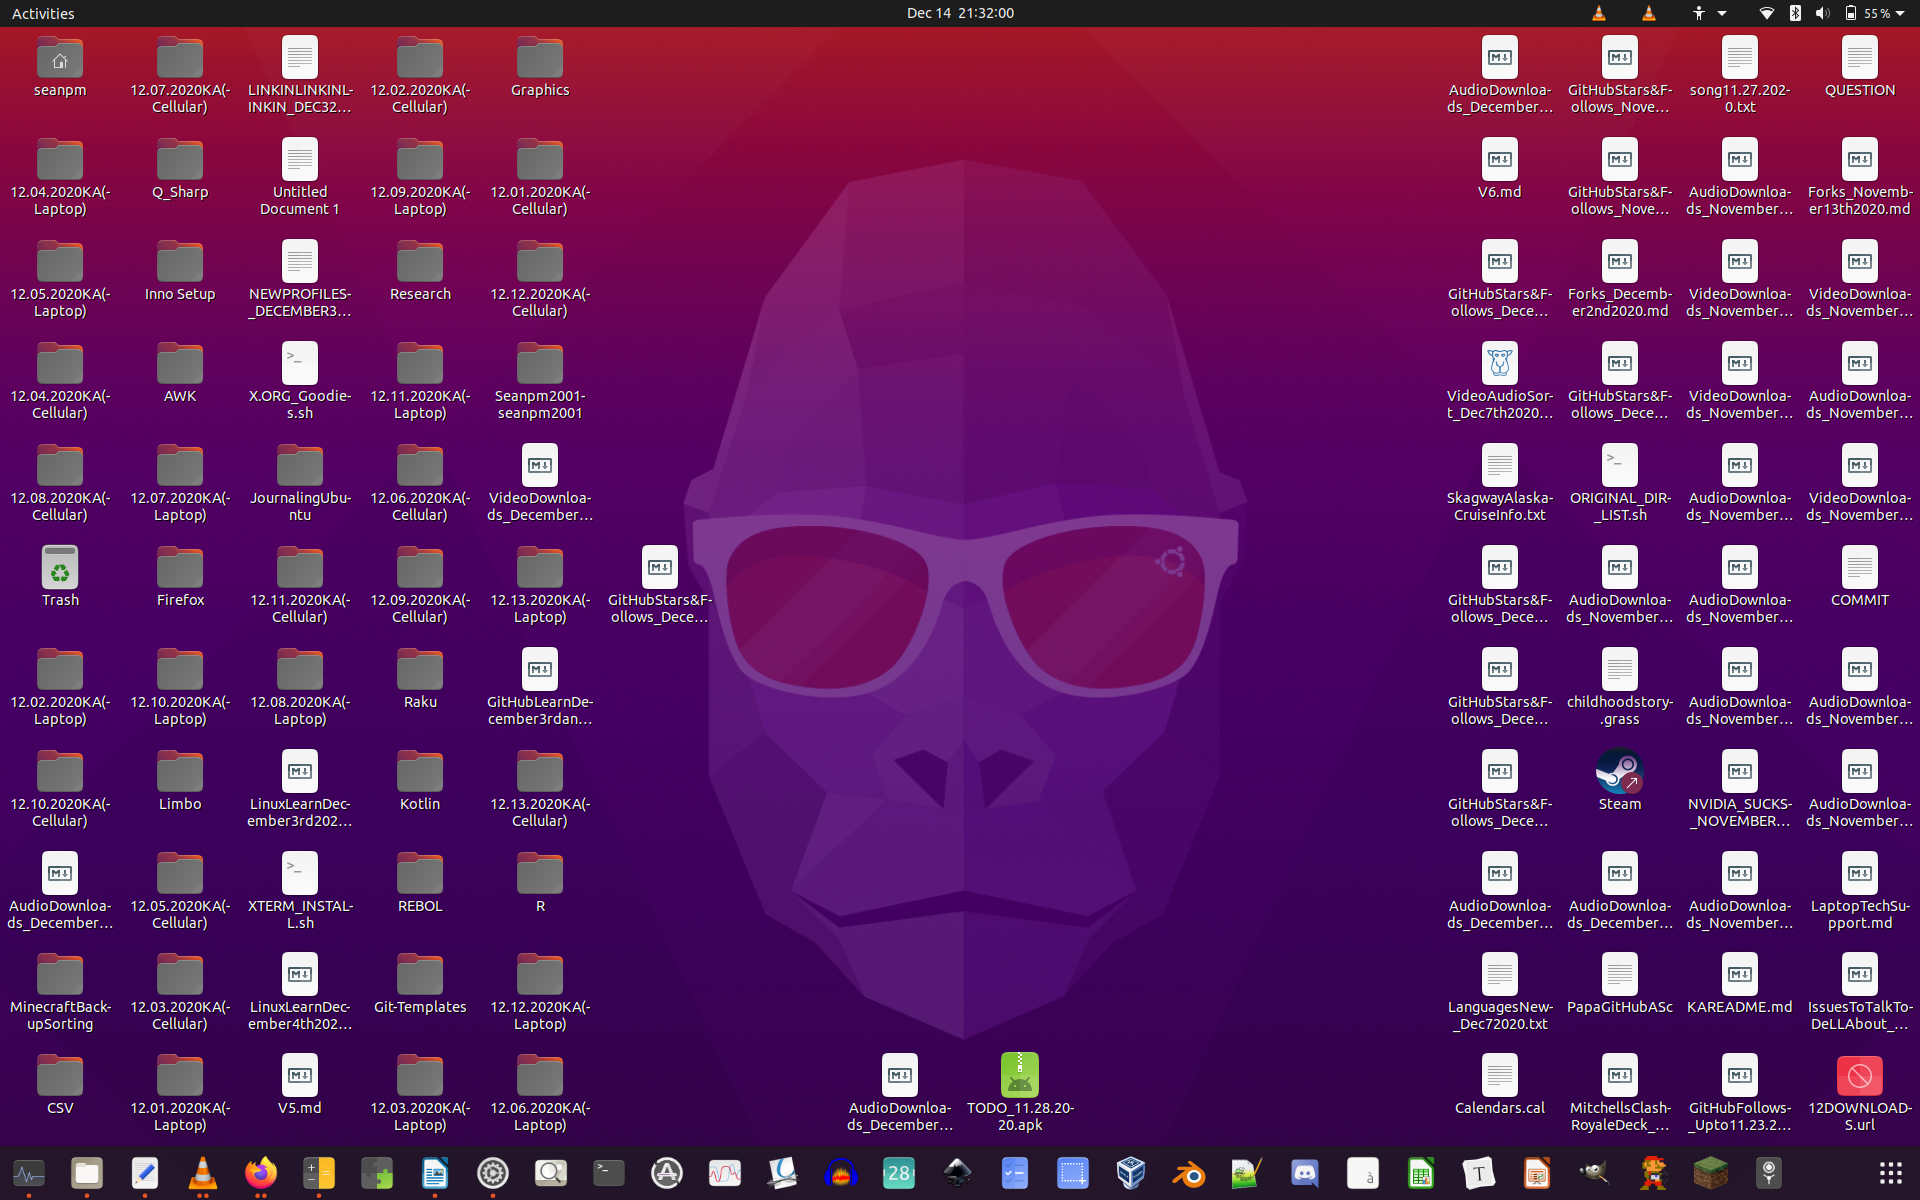 Activities
Dec 14 21:32:00
55 %
seanpm
12.07.2020KA(-
Cellular)
LINKINLINKINL-
INKIN_DEC32...
12.02.2020KA(-
Cellular)
Graphics
AudioDownloa-
ds_December...
GitHubStars&F-
ollows_Nove...
song11.27.202-
0.txt
QUESTION
12.04.2020KA(-
Laptop)
Q_Sharp
Untitled
Document 1
12.09.2020KA(-
Laptop)
12.01.2020KA(-
Cellular)
V6.md
GitHubStars&F-
ollows_Nove...
AudioDownloa-
ds_November...
Forks_Novemb-
er13th2020.md
12.05.2020KA(-
Laptop)
Inno Setup
NEWPROFILES-
_DECEMBER3...
Research
12.12.2020KA(-
Cellular)
GitHubStars&F-
ollows_Dece...
Forks_Decemb-
er2nd2020.md
VideoDownloa-
ds_November...
VideoDownloa-
ds_November...
12.04.2020KA(-
Cellular)
AWK
X.ORG_Goodie-
s.sh
12.11.2020KA(-
Laptop)
Seanpm2001-
seanpm2001
VideoAudioSor-
t_Dec7th2020...
GitHubStars&F-
ollows_Dece...
VideoDownloa-
ds_November...
AudioDownloa-
ds_November...
12.08.2020KA(-
Cellular)
12.07.2020KA(-
Laptop)
JournalingUbu-
ntu
12.06.2020KA(-
Cellular)
VideoDownloa-
ds_December...
SkagwayAlaska-
CruiseInfo.txt
ORIGINAL_DIR-
_LIST.sh
AudioDownloa-
ds_November...
VideoDownloa-
ds_November...
Trash
Firefox
12.11.2020KA(-
Cellular)
12.09.2020KA(-
Cellular)
12.13.2020KA(-
Laptop)
GitHubStars&F-
ollows_Dece...
GitHubStars&F-
ollows_Dece...
AudioDownloa-
ds_November...
AudioDownloa-
ds_November...
COMMIT
12.02.2020KA(-
Laptop)
12.10.2020KA(-
Laptop)
12.08.2020KA(-
Laptop)
Raku
GitHubLearnDe-
cember3rdan...
GitHubStars&F-
ollows_Dece...
childhoodstory-
.grass
AudioDownloa-
ds_November...
AudioDownloa-
ds_November...
12.10.2020KA(-
Cellular)
Limbo
LinuxLearnDec-
ember3rd202...
Kotlin
12.13.2020KA(-
Cellular)
GitHubStars&F-
ollows_Dece...
Steam
NVIDIA_SUCKS-
_NOVEMBER...
AudioDownloa-
ds_November...
AudioDownloa-
ds_December...
12.05.2020KA(-
Cellular)
XTERM_INSTAL-
L.sh
REBOL
R
AudioDownloa-
ds_December...
AudioDownloa-
ds_December...
AudioDownloa-
ds_November...
LaptopTechSu-
pport.md
MinecraftBack-
upSorting
12.03.2020KA(-
Cellular)
LinuxLearnDec-
ember4th202...
Git-Templates
12.12.2020KA(-
Laptop)
LanguagesNew-
_Dec72020.txt
PapaGitHubASc
KAREADME.md
IssuesToTalkTo-
DeLLAbout_...
CSV
12.01.2020KA(-
Laptop)
V5.md
12.03.2020KA(-
Laptop)
12.06.2020KA(-
Laptop)
AudioDownloa-
ds_December...
TODO_11.28.20-
20.apk
Calendars.cal
MitchellsClash-
RoyaleDeck_...
GitHubFollows-
_Upto11.23.2...
12DOWNLOAD-
S.url
28